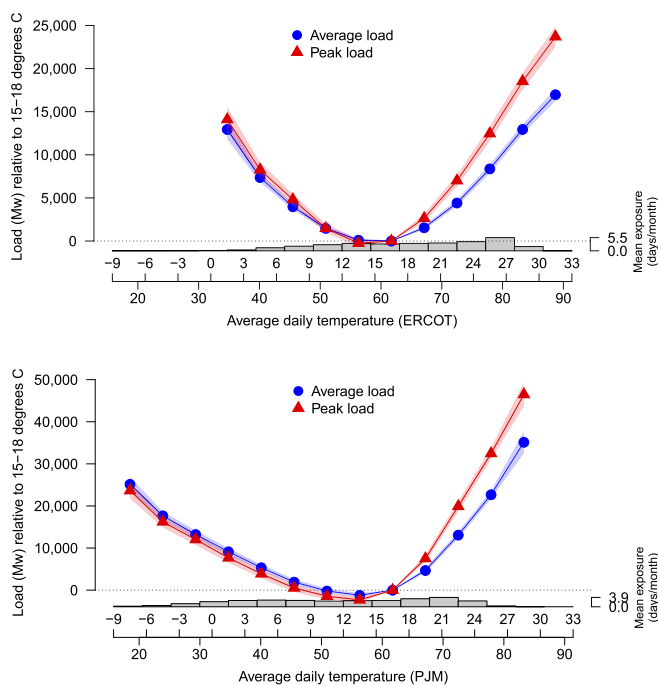 25,000
20,000
15,000
10,000
5,000
0
Load (Mw) relative to 15−18 degrees C
Average load
Peak load
5.5
0.0
Mean exposure
(days/month)
−9 −6 −3 0 3 6 9 12 15 18 21 24 27 30 33
20 30 40 50 60 70 80 90
Average daily temperature (ERCOT)
50,000
40,000
30,000
20,000
10,000
0
Load (Mw) relative to 15−18 degrees C
Average load
Peak load
3.9
0.0
Mean exposure
(days/month)
−9 −6 −3 0 3 6 9 12 15 18 21 24 27 30 33
20 30 40 50 60 70 80 90
Average daily temperature (PJM)